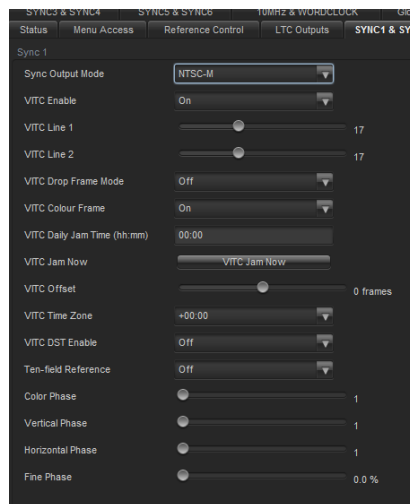 SYNC3 & SYNC4 SYNC5 & SYNC6 10MHz & WORDCLOCK
Status Menu Access Reference Control LTC Outputs SYNC1 & SY
Sync 1
Sync Output Mode NTSC-M
VITC Enable On
VITC Line 1 17
VITC Line 2 17
VITC Drop Frame Mode Off
VITC Colour Frame On
VITC Daily Jam Time (hh:mm) 00:00
VITC Jam Now VITC Jam Now
VITC Offset 0 frames
VITC Time Zone +00:00
VITC DST Enable Off
Ten-field Reference Off
Color Phase 1
Vertical Phase 1
Horizontal Phase 1
Fine Phase 0.0 %